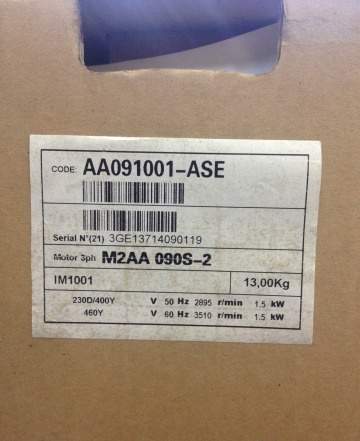 CODE: AA091001-ASE
Serial N°(21) 3GE13714090119
Motor 3ph M2AA 090S-2
IM1001 13,00Kg
230D/400Y V 50 Hz 2895 r/min 1.5 kW
460Y V 60 Hz 3510 r/min 1.5 kW